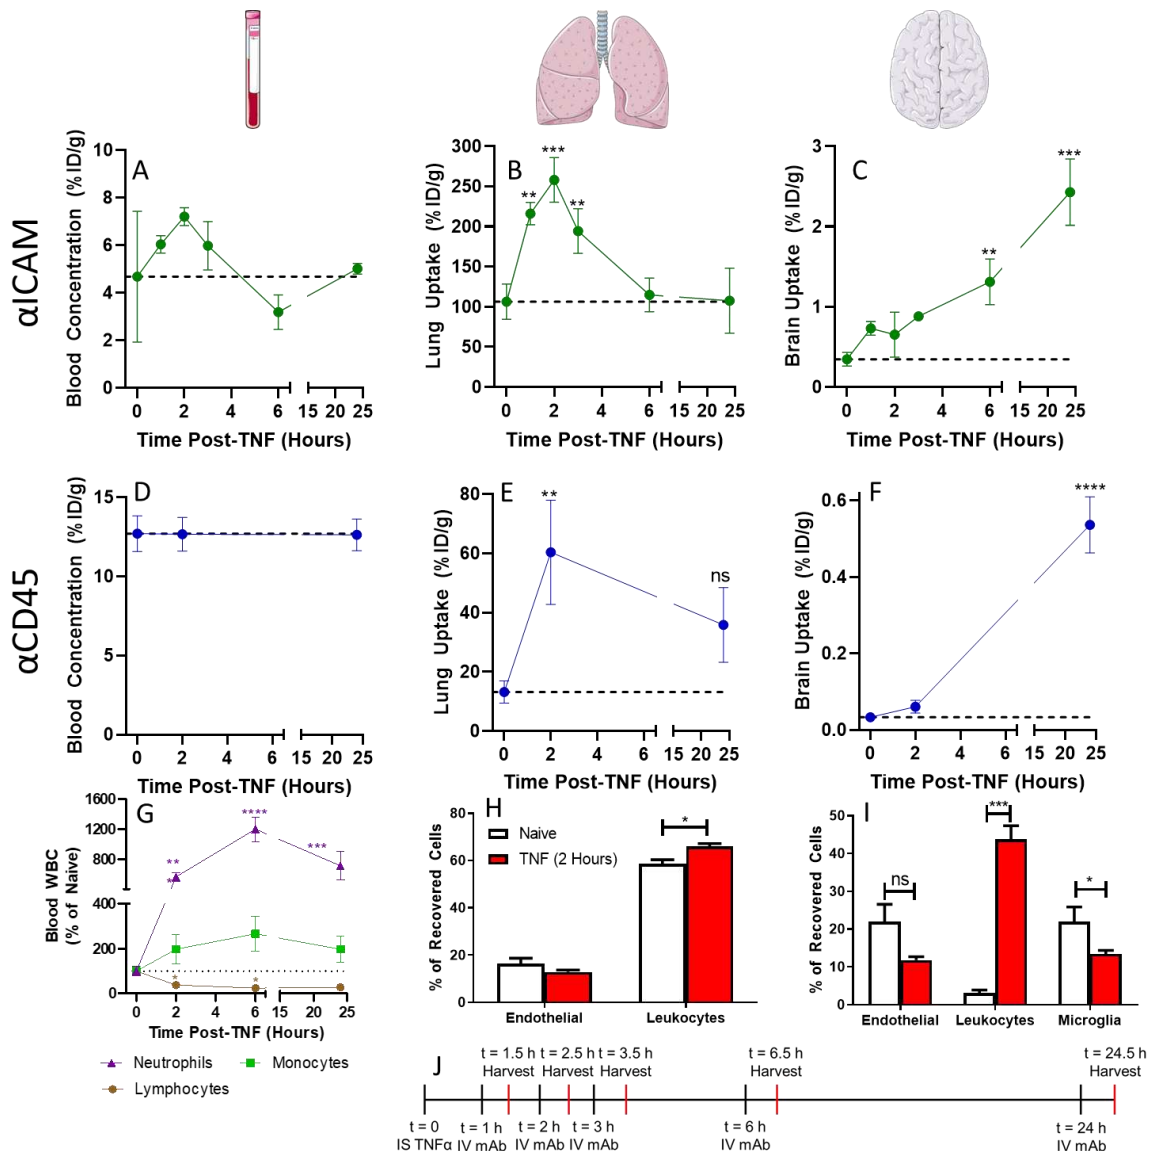 αICAM
A
Blood Concentration (%ID/g)
10
8
6
4
2
0
0 2 4 6 15 20 25
Time Post-TNF (Hours)
B
Lung Uptake (%ID/g)
300
250
200
150
100
50
0
** *** **
0 2 4 6 15 20 25
Time Post-TNF (Hours)
C
Brain Uptake (%ID/g)
3
2
1
0
** ***
0 2 4 6 15 20 25
Time Post-TNF (Hours)
αCD45
D
Blood Concentration (%ID/g)
15
10
5
0
0 2 4 6 15 20 25
Time Post-TNF (Hours)
E
Lung Uptake (%ID/g)
80
60
40
20
0
** ns
0 2 4 6 15 20 25
Time Post-TNF (Hours)
F
Brain Uptake (%ID/g)
0.6
0.4
0.2
0.0
****
0 2 4 6 15 20 25
Time Post-TNF (Hours)
G
Blood WBC
(% of Naive)
1600
1200
800
400
200
0
****
**
*
***
* *
0 2 4 6 15 20 25
Time Post-TNF (Hours)
Neutrophils Monocytes
Lymphocytes
H
% of Recovered Cells
80
60
40
20
0
Naive
TNF (2 Hours)
*
Endothelial Leukocytes
I
% of Recovered Cells
50
40
30
20
10
0
ns *** *
Endothelial Leukocytes Microglia
J
t = 1.5 h t = 2.5 h t = 3.5 h t = 6.5 h t = 24.5 h
Harvest Harvest Harvest Harvest Harvest
t = 0 t = 1 h t = 2 h t = 3 h t = 6 h t = 24 h
IS TNFα IV mAb IV mAb IV mAb IV mAb IV mAb